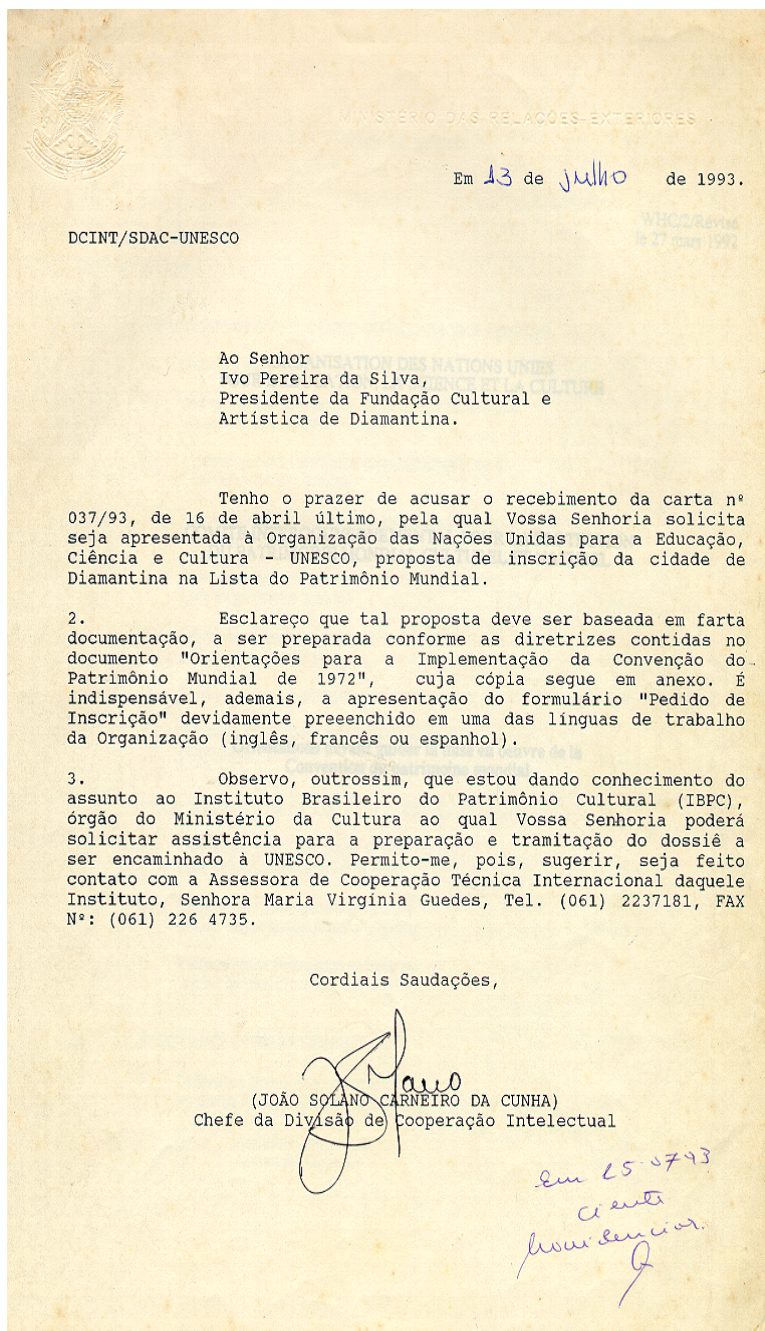 MINISTÉRIO DAS RELAÇÕES EXTERIORES
Em 13 de julho de 1993.
WHC/2/Revise
le 27 mars 1992
DCINT/SDAC-UNESCO
Ao Senhor
Ivo Pereira da Silva,
Presidente da Fundação Cultural e
Artística de Diamantina.
Tenho o prazer de acusar o recebimento da carta nº
037/93, de 16 de abril último, pela qual Vossa Senhoria solicita
seja apresentada à Organização das Nações Unidas para a Educação,
Ciência e Cultura - UNESCO, proposta de inscrição da cidade de
Diamantina na Lista do Patrimônio Mundial.
2. Esclareço que tal proposta deve ser baseada em farta
documentação, a ser preparada conforme as diretrizes contidas no
documento "Orientações para a Implementação da Convenção do
Patrimônio Mundial de 1972", cuja cópia segue em anexo. É
indispensável, ademais, a apresentação do formulário "Pedido de
Inscrição" devidamente preeenchido em uma das línguas de trabalho
da Organização (inglês, francês ou espanhol).
3. Observo, outrossim, que estou dando conhecimento do
assunto ao Instituto Brasileiro do Patrimônio Cultural (IBPC),
órgão do Ministério da Cultura ao qual Vossa Senhoria poderá
solicitar assistência para a preparação e tramitação do dossiê a
ser encaminhado à UNESCO. Permito-me, pois, sugerir, seja feito
contato com a Assessora de Cooperação Técnica Internacional daquele
Instituto, Senhora Maria Virgínia Guedes, Tel. (061) 2237181, FAX
Nº: (061) 226 4735.
Cordiais Saudações,
(JOÃO SOLANO CARNEIRO DA CUNHA)
Chefe da Divisão de Cooperação Intelectual
Em 25-07-93
ciente
Providenciar.